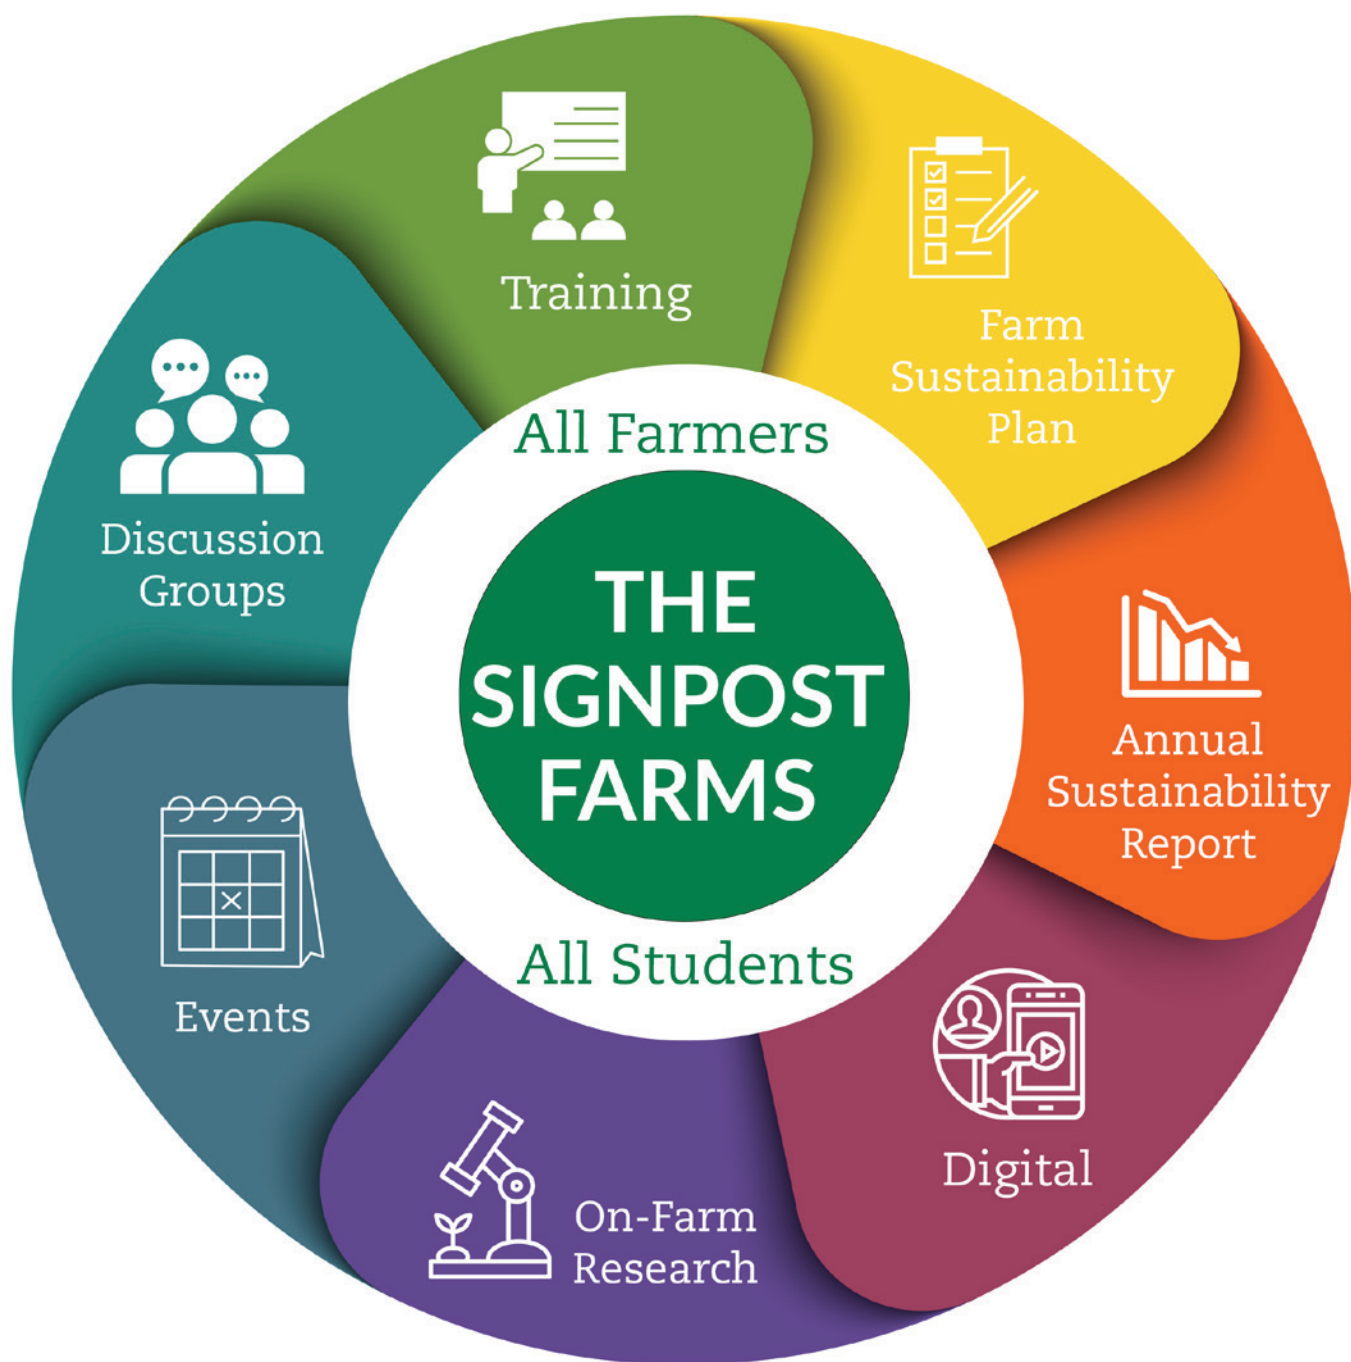 Training
Farm
Sustainability
Plan
Annual
Sustainability
Report
Digital
On-Farm
Research
Events
Discussion
Groups
All Farmers
THE
SIGNPOST
FARMS
All Students